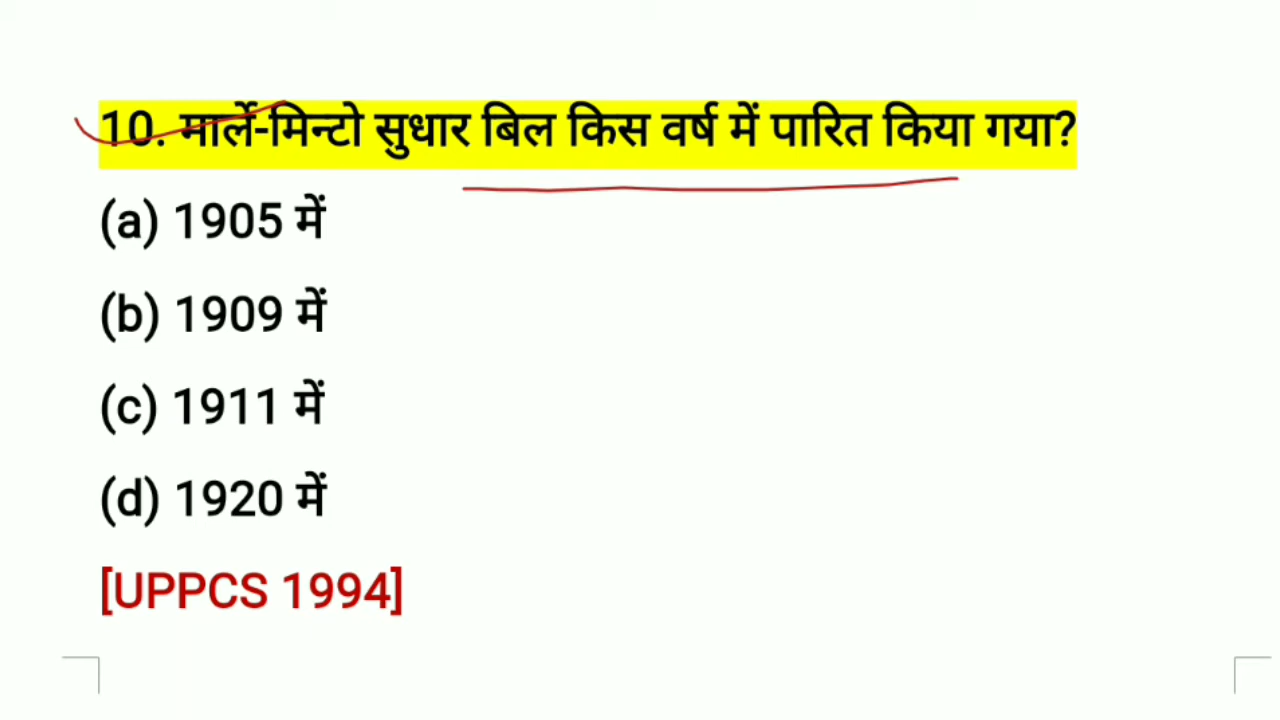 10. मार्ले-मिन्टो सुधार बिल किस वर्ष में पारित किया गया?
(a) 1905 में
(b) 1909 में
(c) 1911 में
(d) 1920 में
[UPPCS 1994]